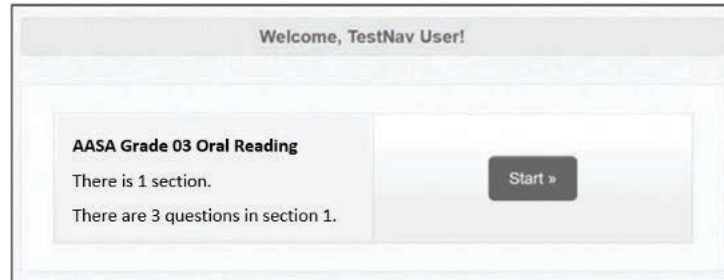 Welcome, TestNav User!
AASA Grade 03 Oral Reading
There is 1 section.
Start »
There are 3 questions in section 1.